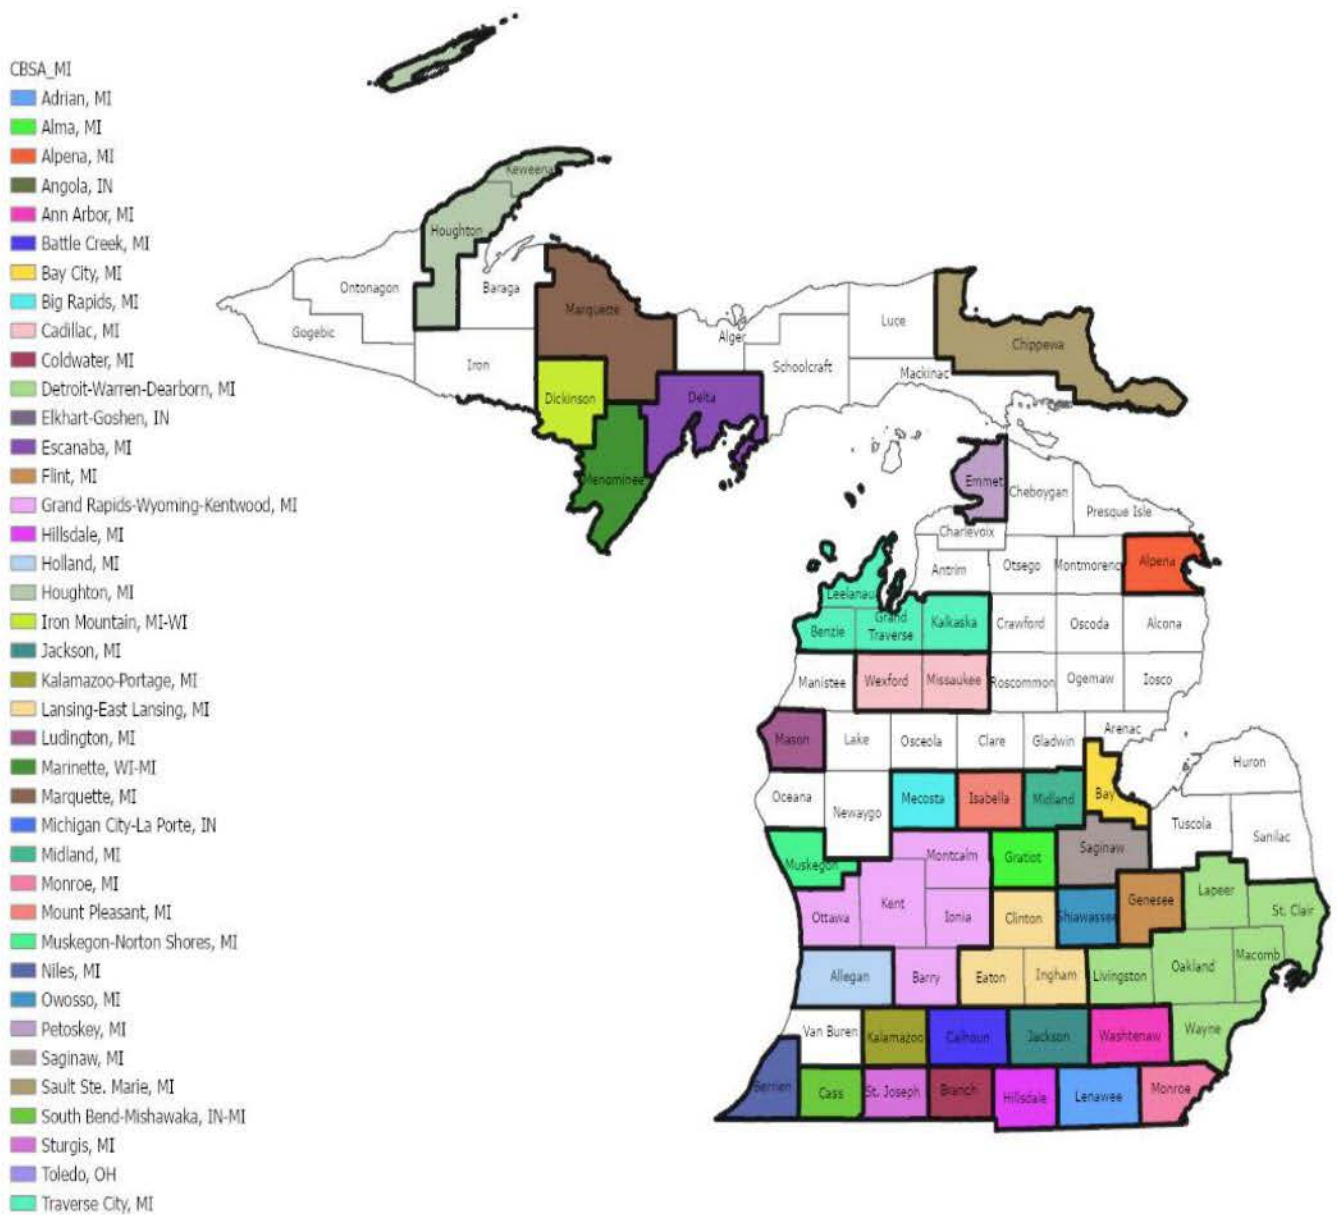 CBSA_MI
Adrian, MI
Alma, MI
Alpena, MI
Angola, IN
Ann Arbor, MI
Battle Creek, MI
Bay City, MI
Big Rapids, MI
Cadillac, MI
Coldwater, MI
Detroit-Warren-Dearborn, MI
Elkhart-Goshen, IN
Escanaba, MI
Flint, MI
Grand Rapids-Wyoming-Kentwood, MI
Hillsdale, MI
Holland, MI
Houghton, MI
Iron Mountain, MI-WI
Jackson, MI
Kalamazoo-Portage, MI
Lansing-East Lansing, MI
Ludington, MI
Marinette, WI-MI
Marquette, MI
Michigan City-La Porte, IN
Midland, MI
Monroe, MI
Mount Pleasant, MI
Muskegon-Norton Shores, MI
Niles, MI
Owosso, MI
Petoskey, MI
Saginaw, MI
Sault Ste. Marie, MI
South Bend-Mishawaka, IN-MI
Sturgis, MI
Toledo, OH
Traverse City, MI
Keweena
Houghton
Ontonagon
Baraga
Gogebic
Iron
Marquette
Alger
Luce
Chippewa
Schoolcraft
Mackinac
Dickinson
Delta
Menominee
Emmet
Cheboygan
Presque Isle
Charlevoix
Antrim
Otsego
Montmorenc
Alpena
Leelanau
Benzie
Grand
Traverse
Kalkaska
Crawford
Oscoda
Alcona
Manistee
Wexford
Missaukee
Roscommon
Ogemaw
Iosco
Mason
Lake
Osceola
Clare
Gladwin
Arenac
Huron
Oceana
Newaygo
Mecosta
Isabella
Midland
Bay
Tuscola
Sanilac
Muskegon
Montcalm
Gratiot
Saginaw
Ottawa
Kent
Ionia
Clinton
Shiawassee
Genesee
Lapeer
St. Clair
Allegan
Barry
Eaton
Ingham
Livingston
Oakland
Macomb
Van Buren
Kalamazoo
Calhoun
Jackson
Washtenaw
Wayne
Berrien
Cass
St. Joseph
Branch
Hillsdale
Lenawee
Monroe